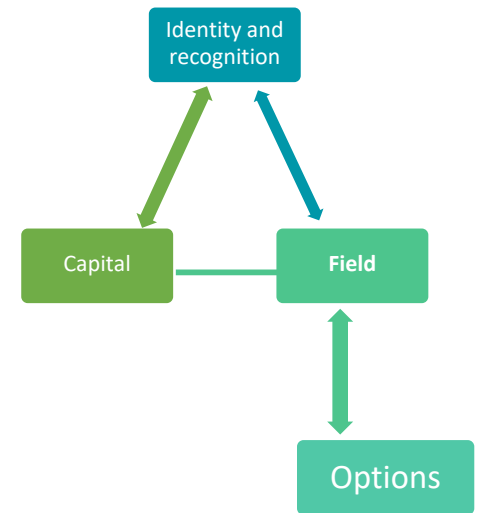 Identity and
recognition
Capital
Field
Options